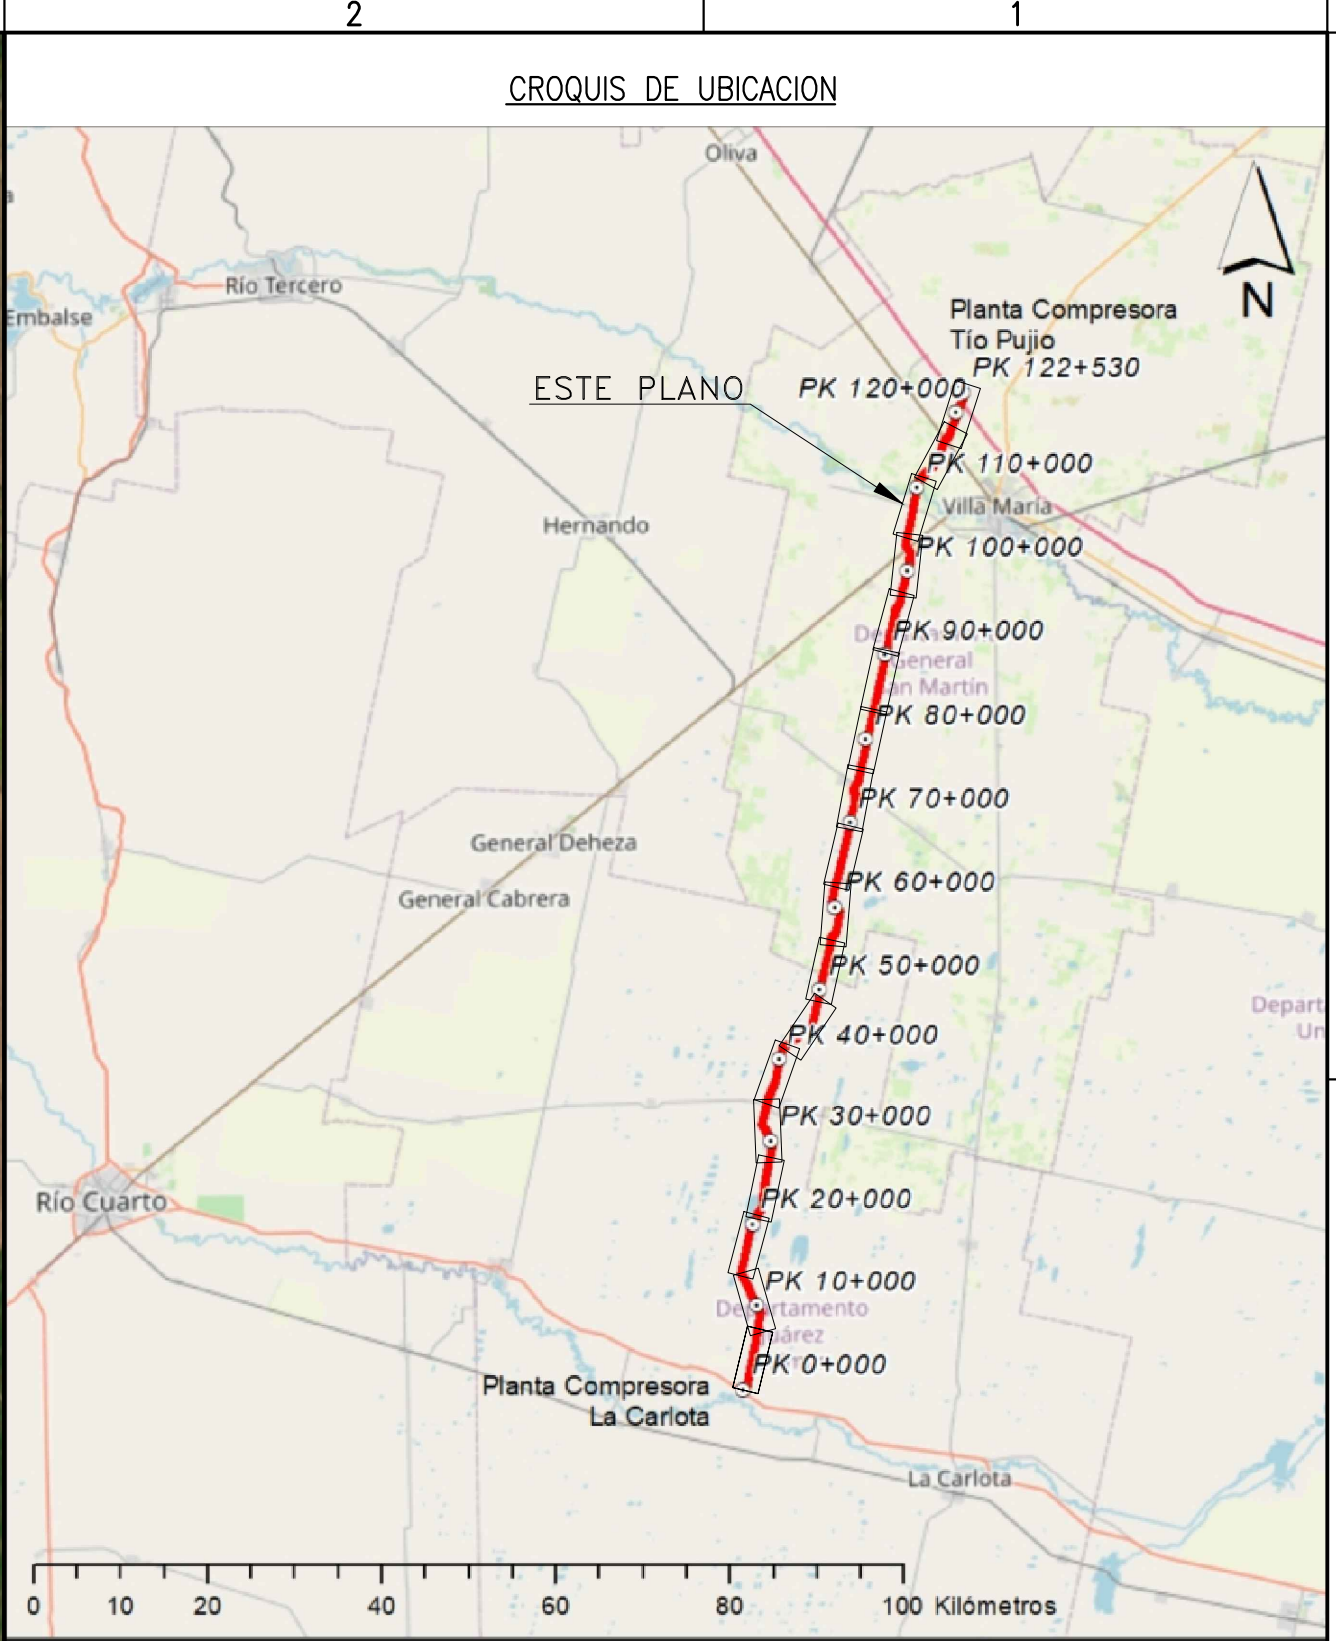 2
1
CROQUIS DE UBICACION
Oliva
Río Tercero
Embalse
Planta Compresora
Tío Pujio
PK 122+530
PK 120+000
ESTE PLANO
N
PK 110+000
Villa María
Hernando
PK 100+000
PK 90+000
General
San Martín
PK 80+000
PK 70+000
General Deheza
PK 60+000
General Cabrera
PK 50+000
Depart
Un
PK 40+000
PK 30+000
Río Cuarto
PK 20+000
PK 10+000
Departamento
Juárez
PK 0+000
Planta Compresora
La Carlota
La Carlota
0 10 20 40 60 80 100 Kilómetros